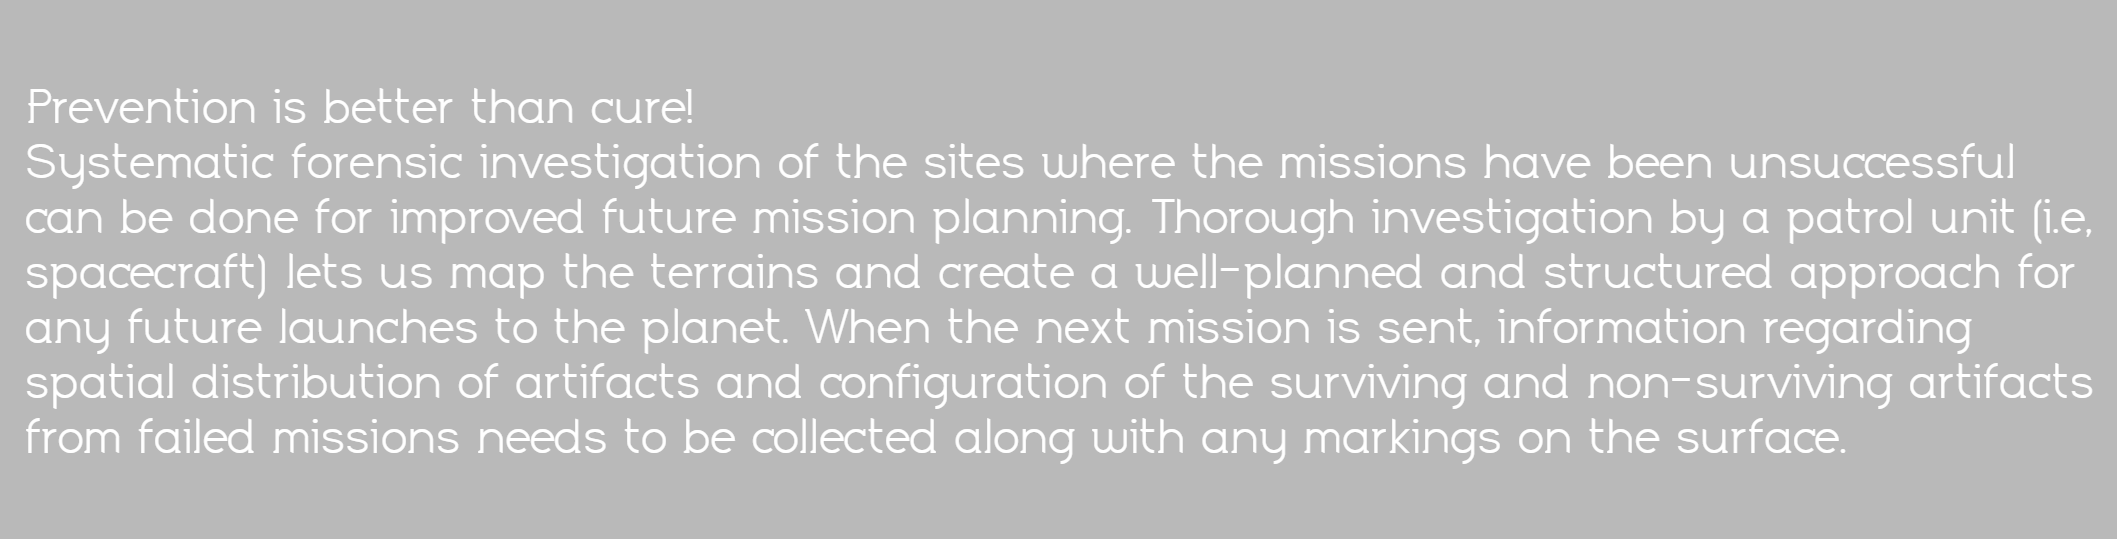 Prevention is better than cure!
Systematic forensic investigation of the sites where the missions have been unsuccessful
can be done for improved future mission planning. Thorough investigation by a patrol unit (i.e,
spacecraft) lets us map the terrains and create a well-planned and structured approach for
any future launches to the planet. When the next mission is sent, information regarding
spatial distribution of artifacts and configuration of the surviving and non-surviving artifacts
from failed missions needs to be collected along with any markings on the surface.